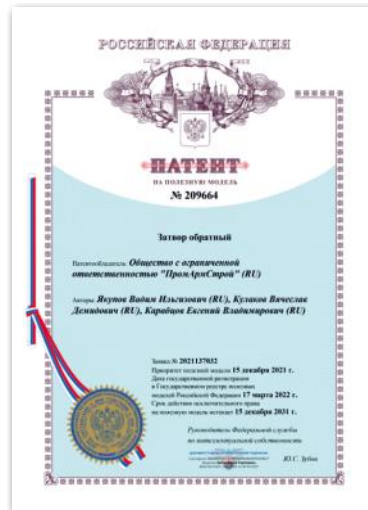 РОССИЙСКАЯ ФЕДЕРАЦИЯ
ПАТЕНТ
НА ПОЛЕЗНУЮ МОДЕЛЬ
№ 209664
Затвор обратный
Патентообладатель: Общество с ограниченной
ответственностью "ПромАрмСтрой" (RU)
Авторы: Якупов Вадим Ильгизович (RU), Кулаков Вячеслав
Демидович (RU), Карабцов Евгений Владимирович (RU)
Заявка № 2021137032
Приоритет полезной модели 15 декабря 2021 г.
Дата государственной регистрации
в Государственном реестре полезных
моделей Российской Федерации 17 марта 2022 г.
Срок действия исключительного права
на полезную модель истекает 15 декабря 2031 г.
Руководитель Федеральной службы
по интеллектуальной собственности
Ю.С. Зубов